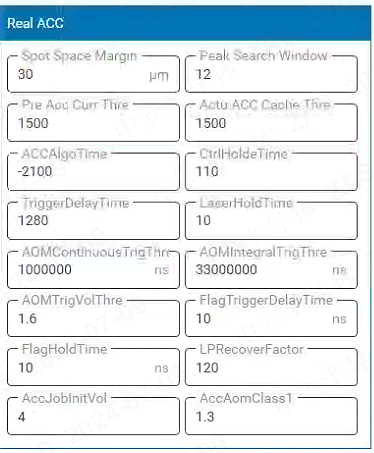 Real ACC
Spot Space Margin
30 μm
Peak Search Window
12
Pre Acc Curr Thre
1500
Actu ACC Cache Thre
1500
ACCAlgoTime
-2100
CtrlHoldeTime
110
TriggerDelayTime
1280
LaserHoldTime
10
AOMContinuousTrigThre
1000000 ns
AOMIntegralTrigThre
33000000 ns
AOMTrigVolThre
1.6
FlagTriggerDelayTime
10 ns
FlagHoldTime
10 ns
LPRecoverFactor
120
AccJobInitVol
4
AccAomClass1
1.3